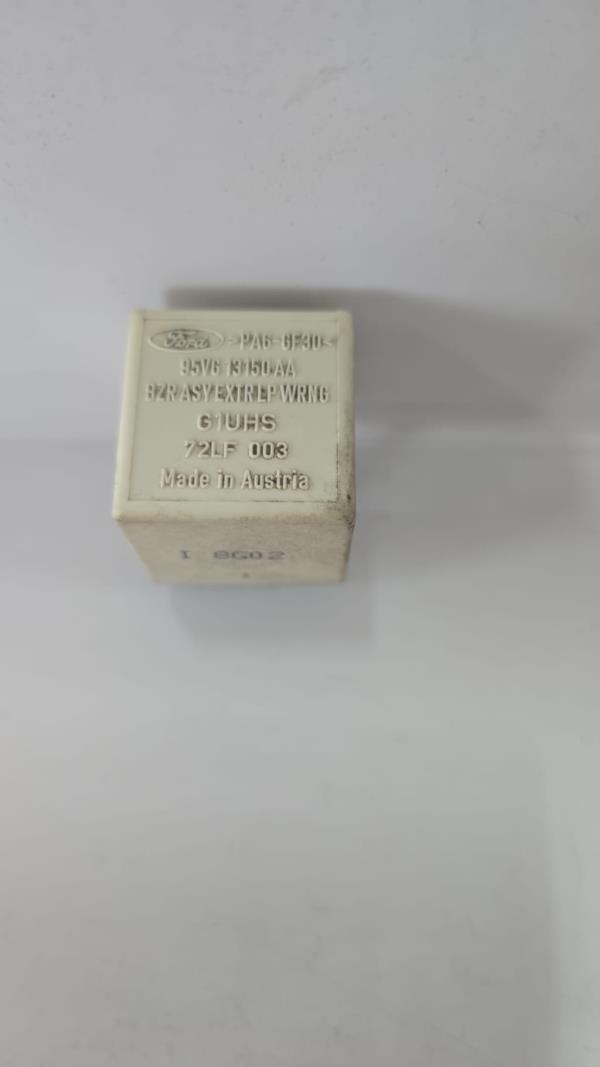 Ford >PA6-GF30<
95VG 13150 AA
BZR ASY EXTR LP WRNG
G1UHS
72LF 003
Made in Austria
I 8G02